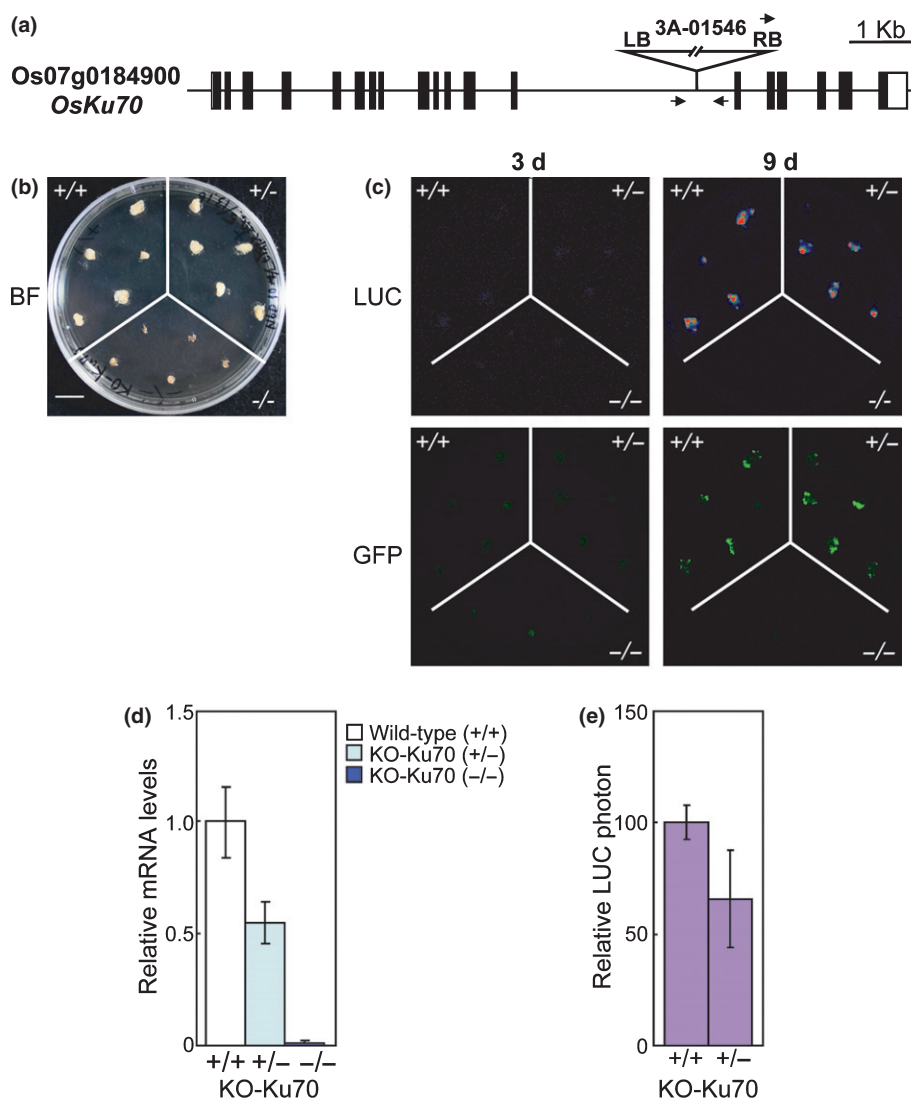 (a)
3A-01546
LB
RB
1 Kb
Os07g0184900
OsKu70
(b)
+/+
+/-
BF
-/-
(c)
3 d
9 d
LUC
+/+
+/−
−/−
+/+
+/−
-/-
GFP
+/+
+/−
−/−
+/+
+/−
−/−
(d)
1.5
1.0
0.5
0
Relative mRNA levels
+/+ +/− −/−
KO-Ku70
Wild-type (+/+)
KO-Ku70 (+/−)
KO-Ku70 (−/−)
(e)
150
100
50
0
Relative LUC photon
+/+ +/−
KO-Ku70